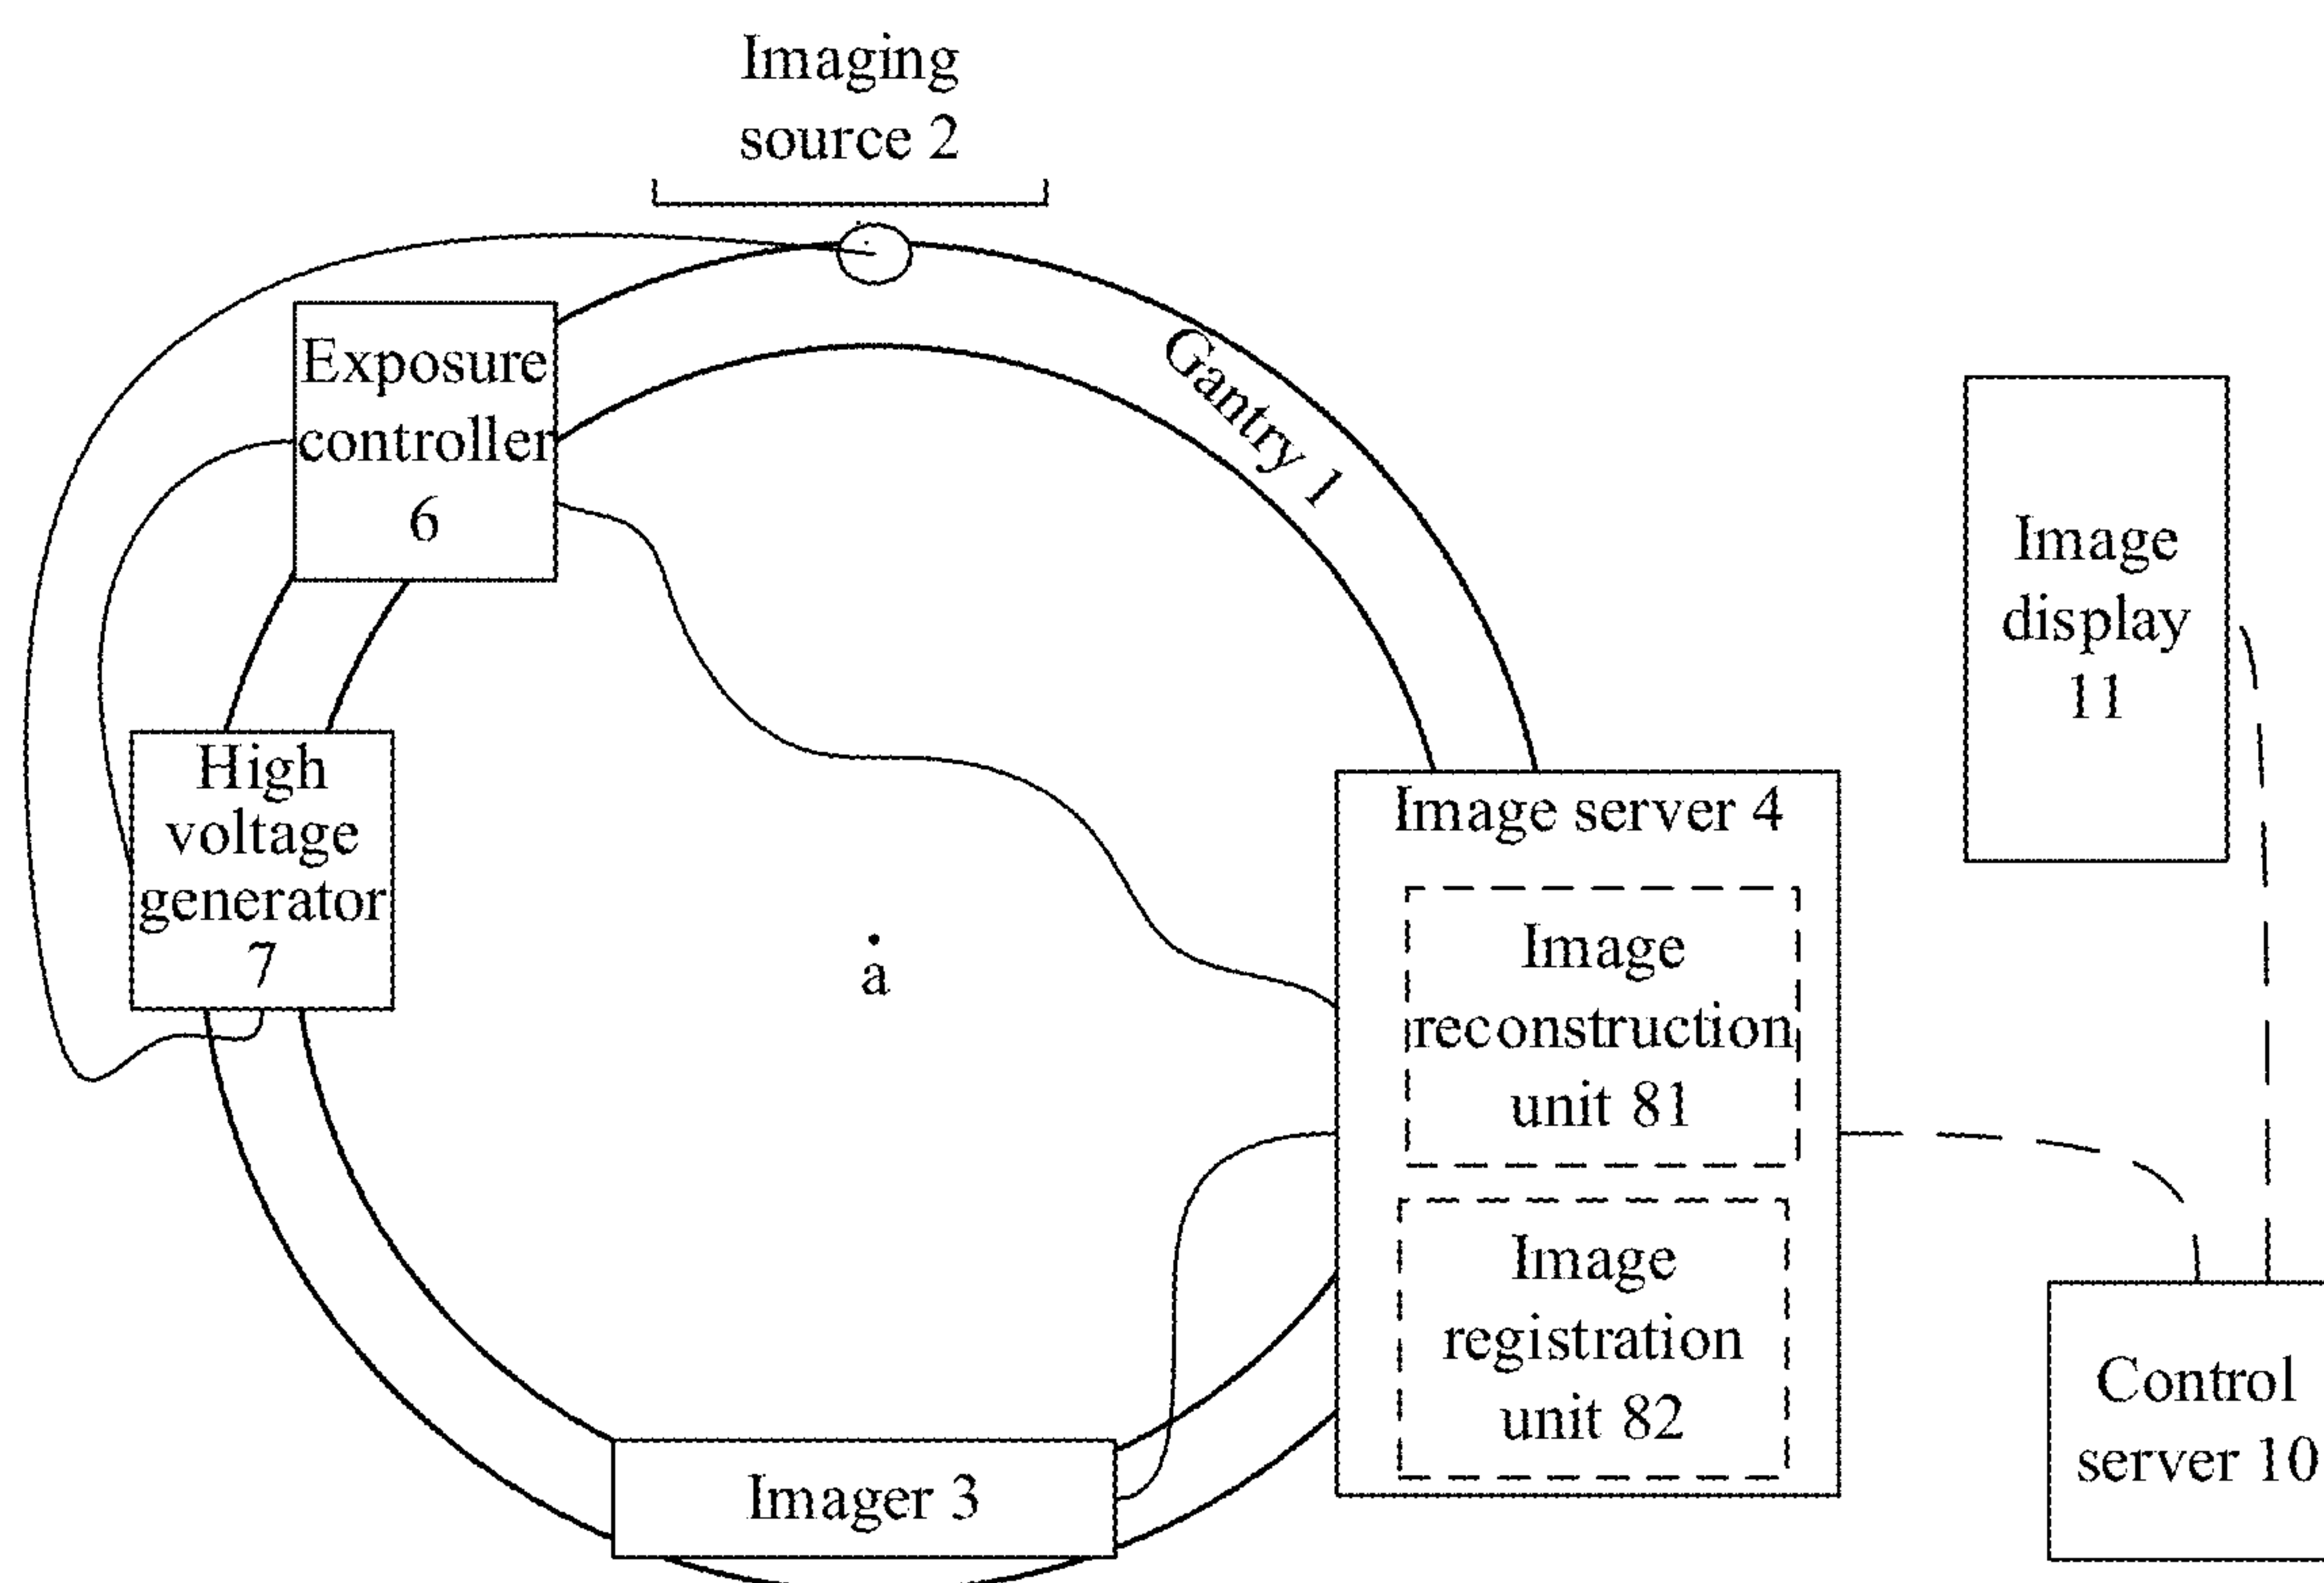 Imaging
source 2
Exposure
controller
6
Gantry 1
Image
display
11
High
voltage
generator
7
Image server 4
Image
reconstruction
unit 81
a
Image
registration
unit 82
Control
server 10
Imager 3